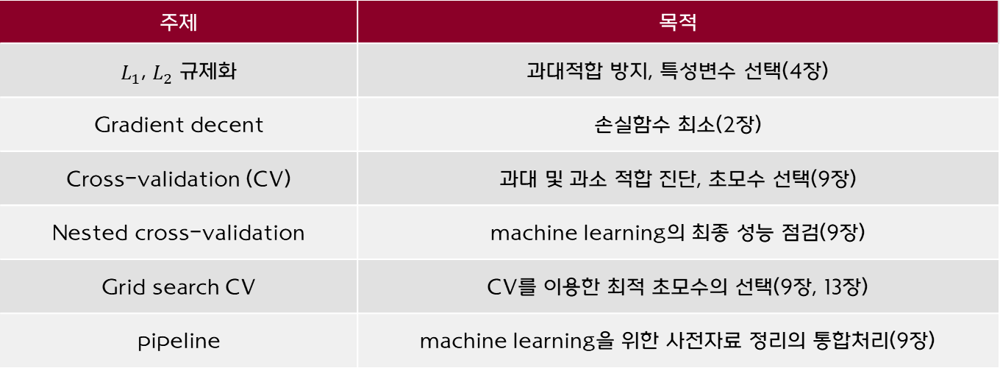 주제 목적
L₁, L₂ 규제화 과대적합 방지, 특성변수 선택(4장)
Gradient decent 손실함수 최소(2장)
Cross-validation (CV) 과대 및 과소 적합 진단, 초모수 선택(9장)
Nested cross-validation machine learning의 최종 성능 점검(9장)
Grid search CV CV를 이용한 최적 초모수의 선택(9장, 13장)
pipeline machine learning을 위한 사전자료 정리의 통합처리(9장)